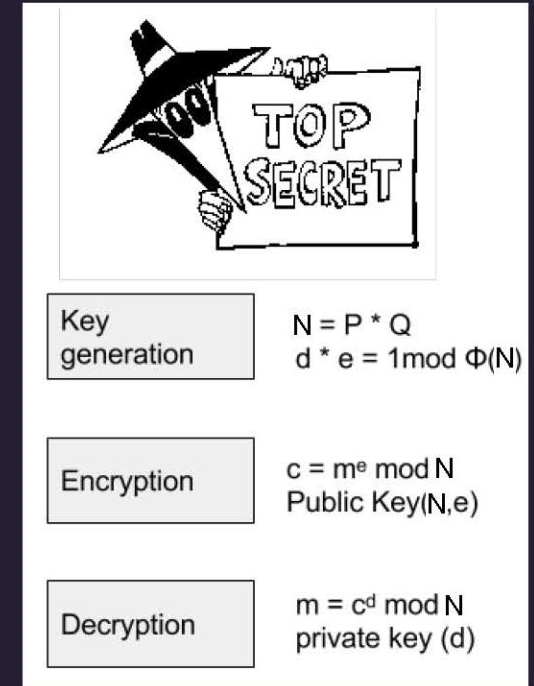 TOP
SECRET
Key
generation
N = P * Q
d * e = 1mod Φ(N)
Encryption
c = mᵉ mod N
Public Key(N,e)
Decryption
m = cᵈ mod N
private key (d)